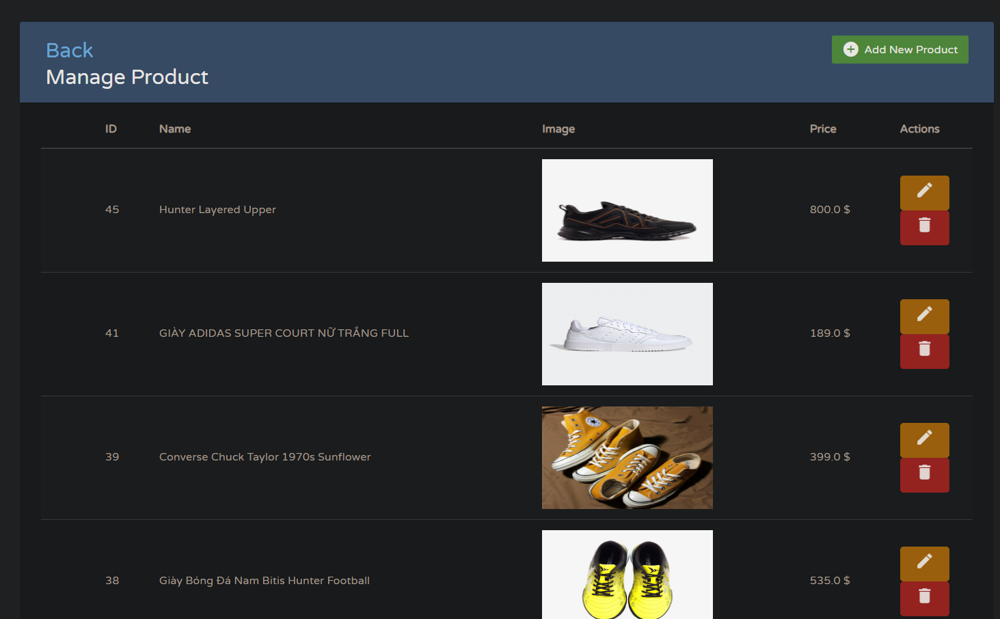 Back
Manage Product
Add New Product
ID Name Image Price Actions
45 Hunter Layered Upper 800.0 $
41 GIÀY ADIDAS SUPER COURT NỮ TRẮNG FULL 189.0 $
39 Converse Chuck Taylor 1970s Sunflower 399.0 $
38 Giày Bóng Đá Nam Bitis Hunter Football 535.0 $